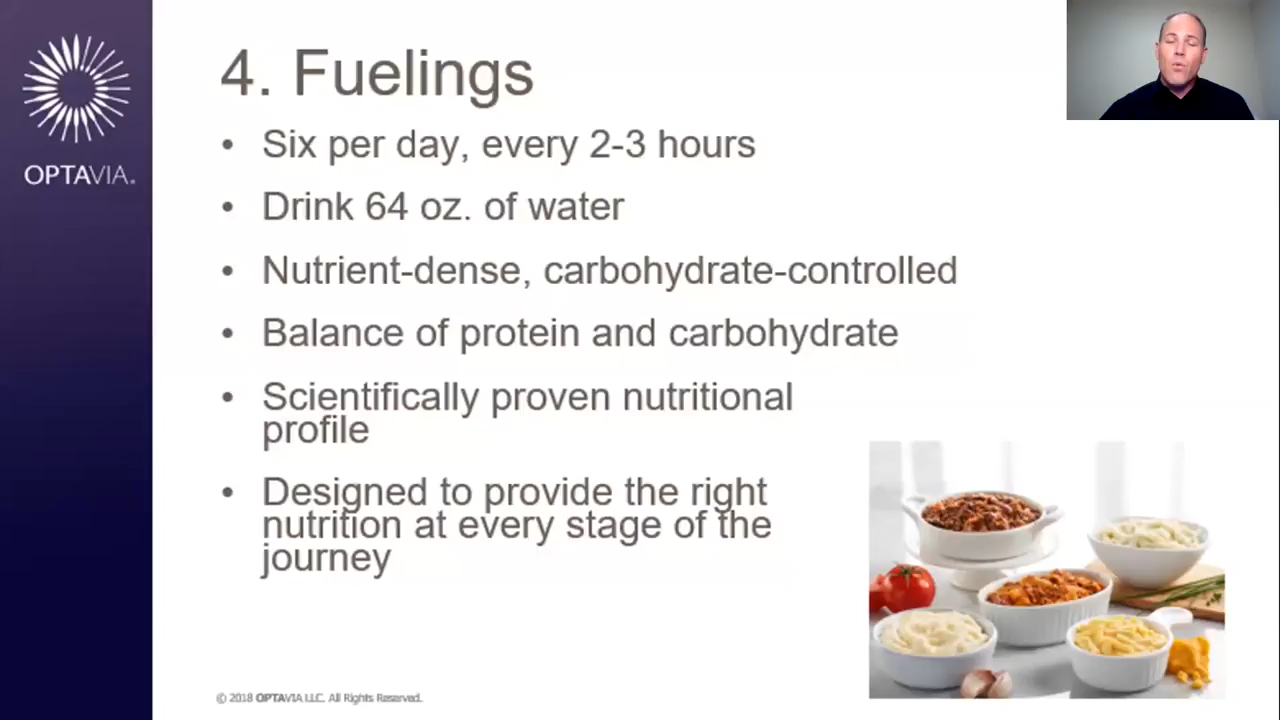 OPTAVIA.
4. Fuelings
• Six per day, every 2-3 hours
• Drink 64 oz. of water
• Nutrient-dense, carbohydrate-controlled
• Balance of protein and carbohydrate
• Scientifically proven nutritional
profile
• Designed to provide the right
nutrition at every stage of the
journey
© 2018 OPTAVIA LLC. All Rights Reserved.